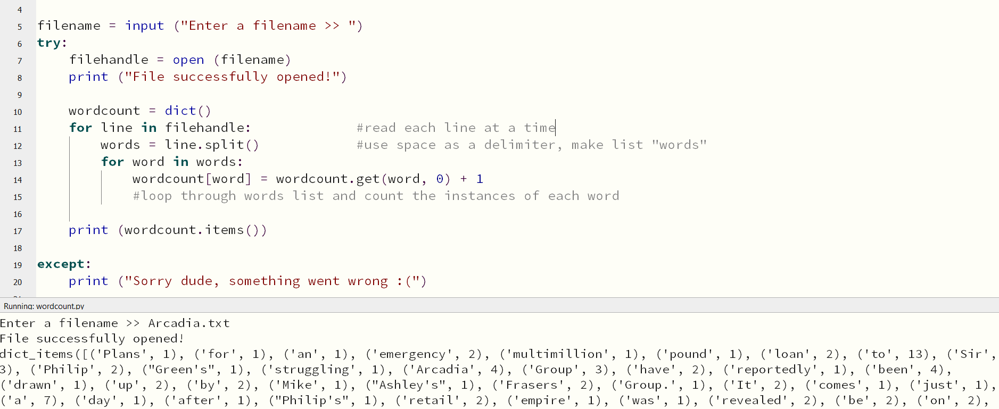 4
5 filename = input ("Enter a filename >> ")
6 try:
7     filehandle = open (filename)
8     print ("File successfully opened!")
9
10     wordcount = dict()
11     for line in filehandle:             #read each line at a time
12         words = line.split()            #use space as a delimiter, make list "words"
13         for word in words:
14             wordcount[word] = wordcount.get(word, 0) + 1
15             #loop through words list and count the instances of each word
16
17     print (wordcount.items())
18
19 except:
20     print ("Sorry dude, something went wrong :(")
Running: wordcount.py
Enter a filename >> Arcadia.txt
File successfully opened!
dict_items([('Plans', 1), ('for', 1), ('an', 1), ('emergency', 2), ('multimillion', 1), ('pound', 1), ('loan', 2), ('to', 13), ('Sir',
3), ('Philip', 2), ("Green's", 1), ('struggling', 1), ('Arcadia', 4), ('Group', 3), ('have', 2), ('reportedly', 1), ('been', 4),
('drawn', 1), ('up', 2), ('by', 2), ('Mike', 1), ("Ashley's", 1), ('Frasers', 2), ('Group.', 1), ('It', 2), ('comes', 1), ('just', 1),
('a', 7), ('day', 1), ('after', 1), ("Philip's", 1), ('retail', 2), ('empire', 1), ('was', 1), ('revealed', 2), ('be', 2), ('on', 2),